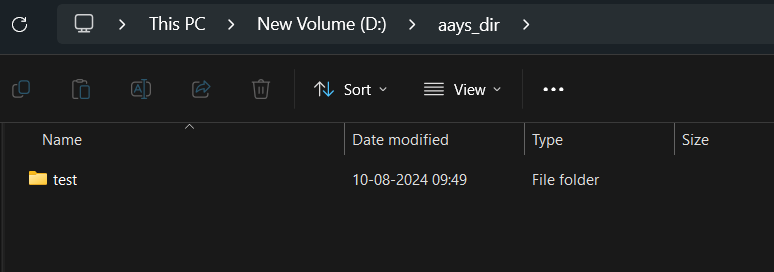 This PC > New Volume (D:) > aays_dir >
Sort View
Name Date modified Type Size
test 10-08-2024 09:49 File folder